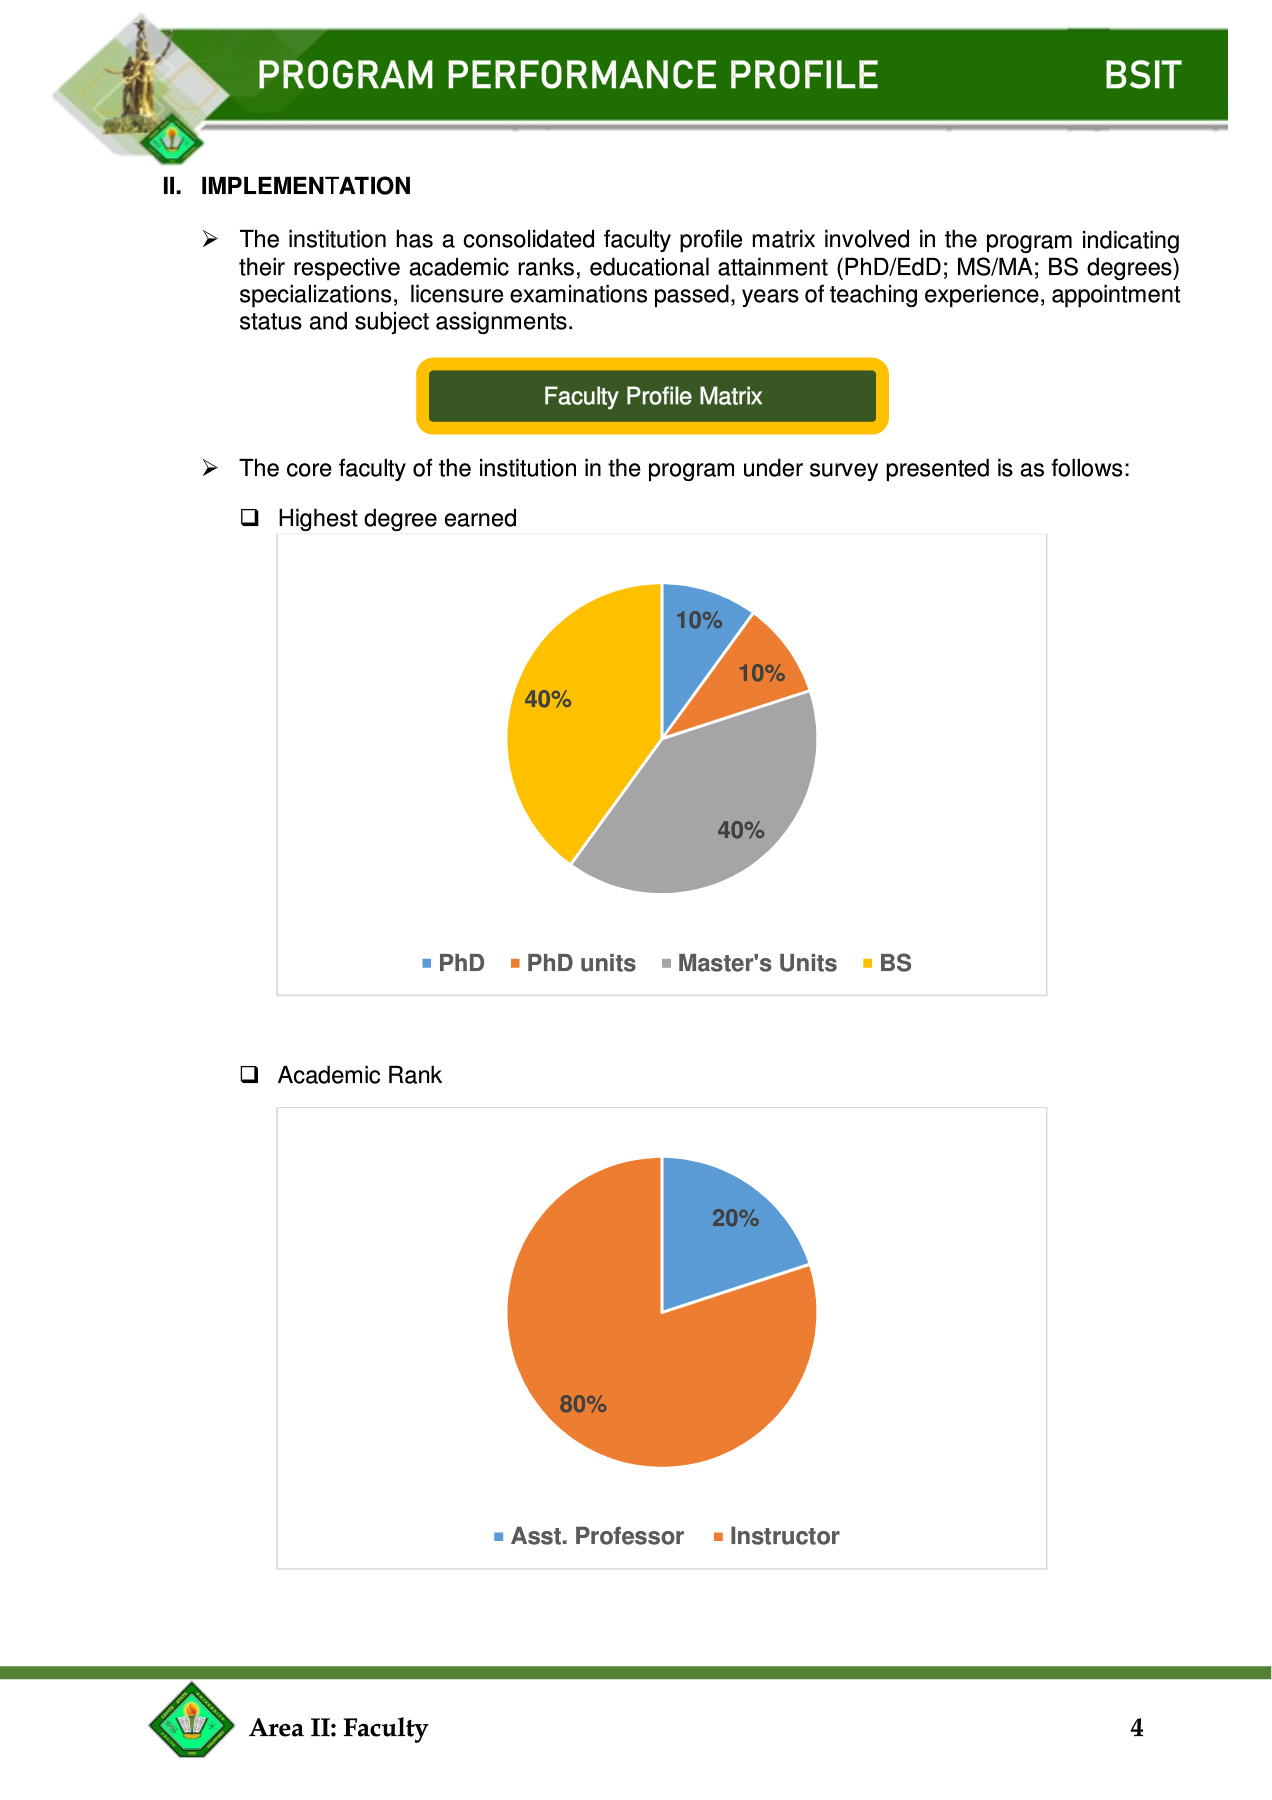 PROGRAM PERFORMANCE PROFILE BSIT
II. IMPLEMENTATION
➢ The institution has a consolidated faculty profile matrix involved in the program indicating
their respective academic ranks, educational attainment (PhD/EdD; MS/MA; BS degrees)
specializations, licensure examinations passed, years of teaching experience, appointment
status and subject assignments.
Faculty Profile Matrix
➢ The core faculty of the institution in the program under survey presented is as follows:
❑ Highest degree earned
10%
10%
40%
40%
PhD PhD units Master's Units BS
❑ Academic Rank
20%
80%
Asst. Professor Instructor
Area II: Faculty 4